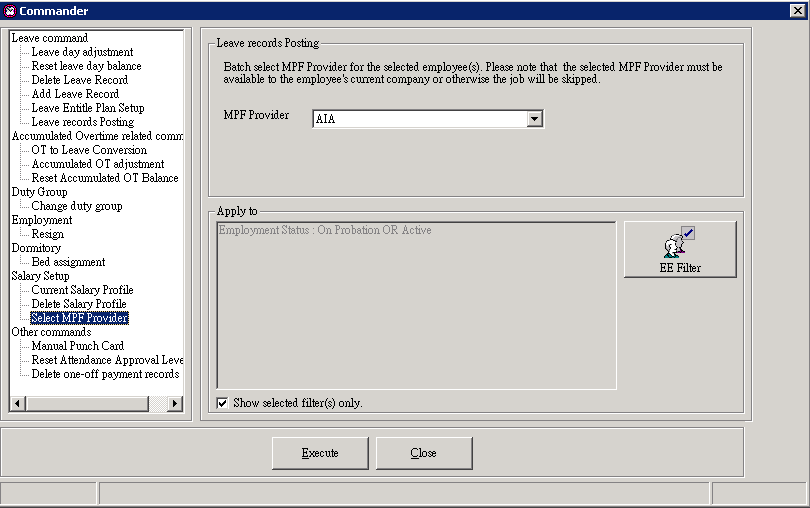 Commander
Leave command
Leave day adjustment
Reset leave day balance
Delete Leave Record
Add Leave Record
Leave Entitle Plan Setup
Leave records Posting
Accumulated Overtime related comm
OT to Leave Conversion
Accumulated OT adjustment
Reset Accumulated OT Balance
Duty Group
Change duty group
Employment
Resign
Dormitory
Bed assignment
Salary Setup
Current Salary Profile
Delete Salary Profile
Select MPF Provider
Other commands
Manual Punch Card
Reset Attendance Approval Leve
Delete one-off payment records
Leave records Posting
Batch select MPF Provider for the selected employee(s). Please note that the selected MPF Provider must be
available to the employee's current company or otherwise the job will be skipped.
MPF Provider
AIA
Apply to
Employment Status : On Probation OR Active
EE Filter
Show selected filter(s) only.
Execute
Close